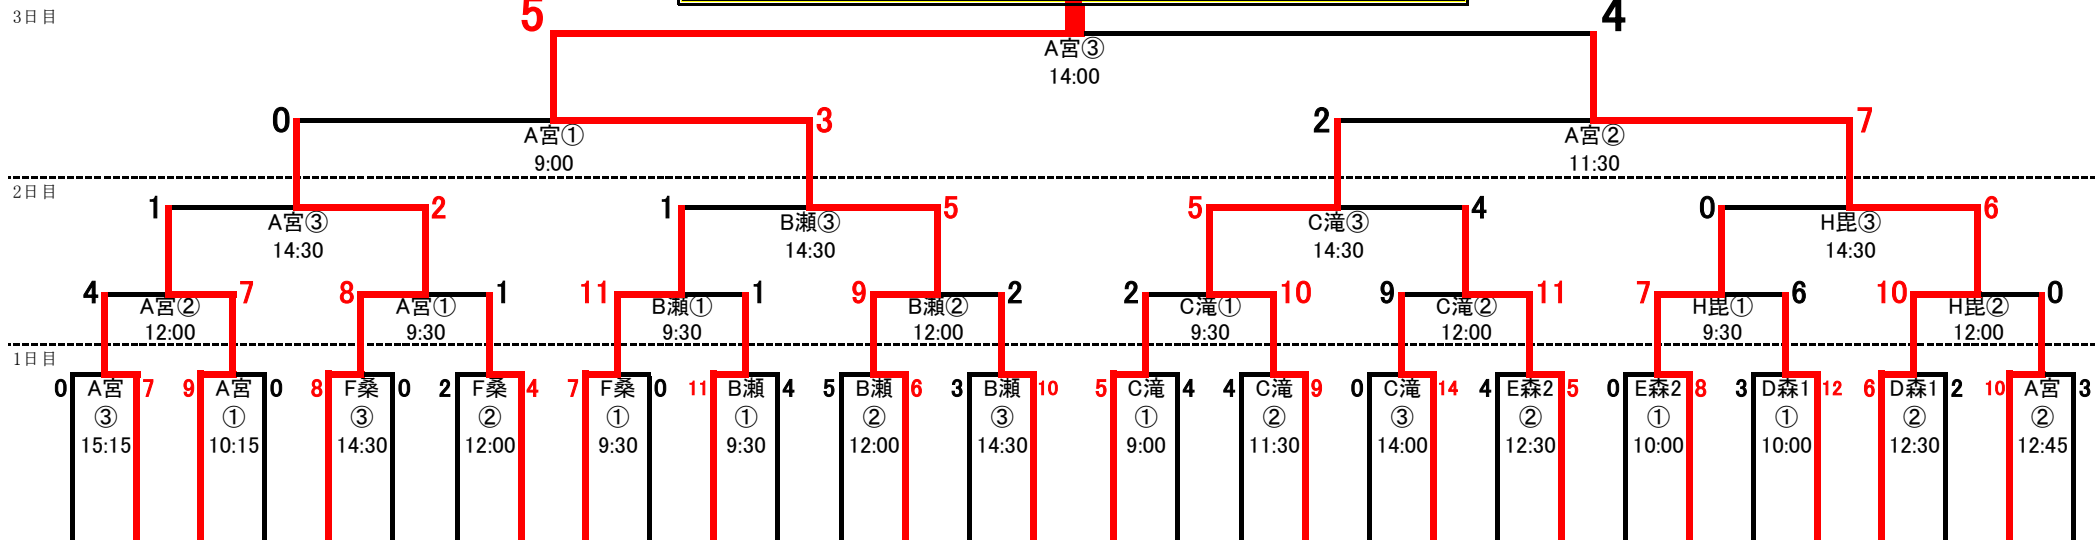 3日目
5 4
A宮③
14:00
0 3 2 7
A宮① A宮②
9:00 11:30
2日目
1 2 1 5 5 4 0 6
A宮③ B瀬③ C滝③ H毘③
14:30 14:30 14:30 14:30
4 7 8 1 11 1 9 2 2 10 9 11 7 6 10 0
A宮② A宮① B瀬① B瀬② C滝① C滝② H毘① H毘②
12:00 9:30 9:30 12:00 9:30 12:00 9:30 12:00
1日目
0 A宮 7 9 A宮 0 8 F桑 0 2 F桑 4 7 F桑 0 11 B瀬 4 5 B瀬 6 3 B瀬 10 5 C滝 4 4 C滝 9 0 C滝 14 4 E森2 5 0 E森2 8 3 D森1 12 6 D森1 2 10 A宮 3
③ ① ③ ② ① ① ② ③ ① ② ③ ② ① ① ② ②
15:15 10:15 14:30 12:00 9:30 9:30 12:00 14:30 9:00 11:30 14:00 12:30 10:00 10:00 12:30 12:45